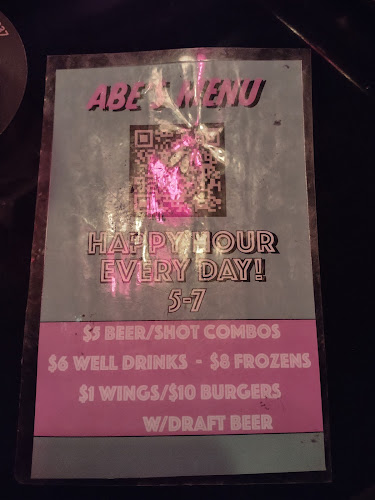 ABE'S MENU
HAPPY HOUR
EVERY DAY!
5-7
$5 BEER/SHOT COMBOS
$6 WELL DRINKS - $8 FROZENS
$1 WINGS/$10 BURGERS
W/DRAFT BEER